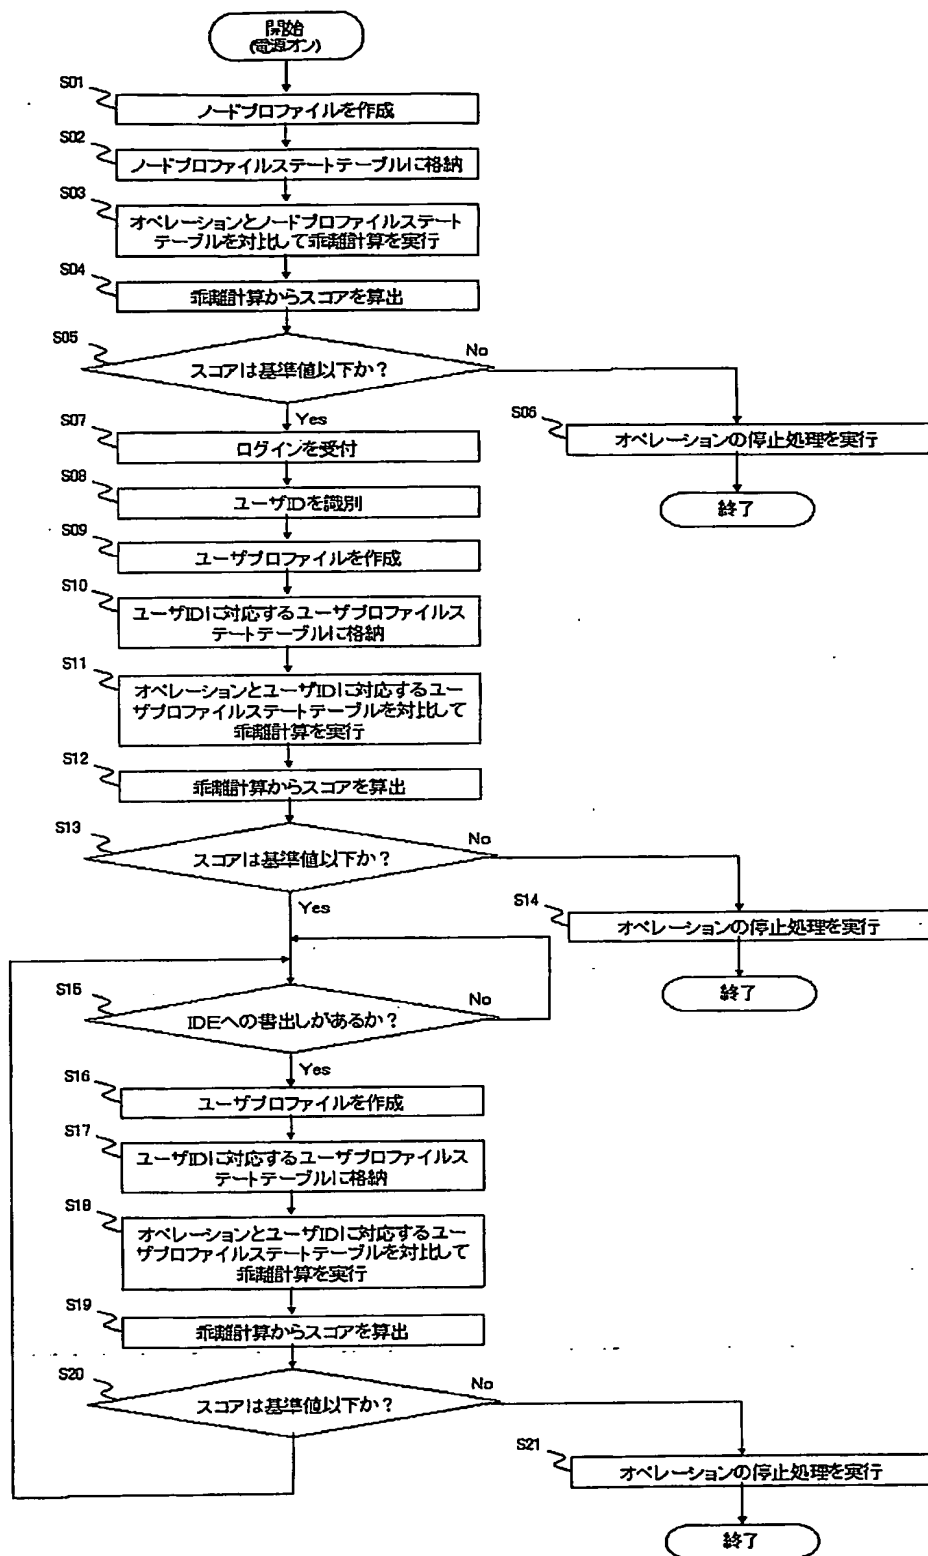 開始
(電源オン)
S01
ノードプロファイルを作成
S02
ノードプロファイルステートテーブルに格納
S03
オペレーションとノードプロファイルステート
テーブルを対比して乖離計算を実行
S04
乖離計算からスコアを算出
S05
スコアは基準値以下か?
No
Yes
S06
オペレーションの停止処理を実行
終了
S07
ログインを受付
S08
ユーザIDを識別
S09
ユーザプロファイルを作成
S10
ユーザIDに対応するユーザプロファイルス
テートテーブルに格納
S11
オペレーションとユーザIDに対応するユー
ザプロファイルステートテーブルを対比して
乖離計算を実行
S12
乖離計算からスコアを算出
S13
スコアは基準値以下か?
No
Yes
S14
オペレーションの停止処理を実行
終了
S15
IDEへの書出しがあるか?
No
Yes
S16
ユーザプロファイルを作成
S17
ユーザIDに対応するユーザプロファイルス
テートテーブルに格納
S18
オペレーションとユーザIDに対応するユー
ザプロファイルステートテーブルを対比して
乖離計算を実行
S19
乖離計算からスコアを算出
S20
スコアは基準値以下か?
No
S21
オペレーションの停止処理を実行
終了